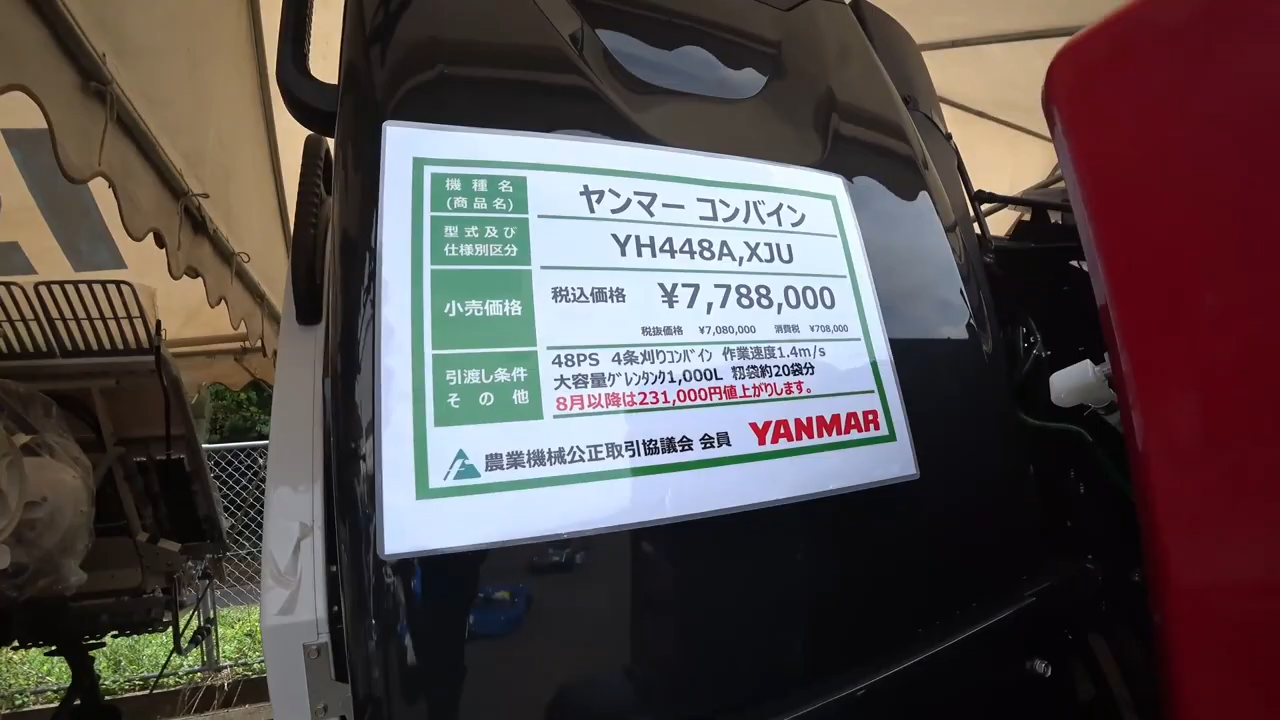 機種名
(商品名)
ヤンマー コンバイン
型式及び
仕様別区分
YH448A,XJU
小売価格
税込価格 ¥7,788,000
税抜価格 ¥7,080,000 消費税 ¥708,000
引渡し条件
その他
48PS 4条刈りｺﾝﾊﾞｲﾝ 作業速度1.4m/s
大容量ｸﾞﾚﾝﾀﾝｸ1,000L 籾袋約20袋分
8月以降は231,000円値上がりします。
農業機械公正取引協議会 会員
YANMAR